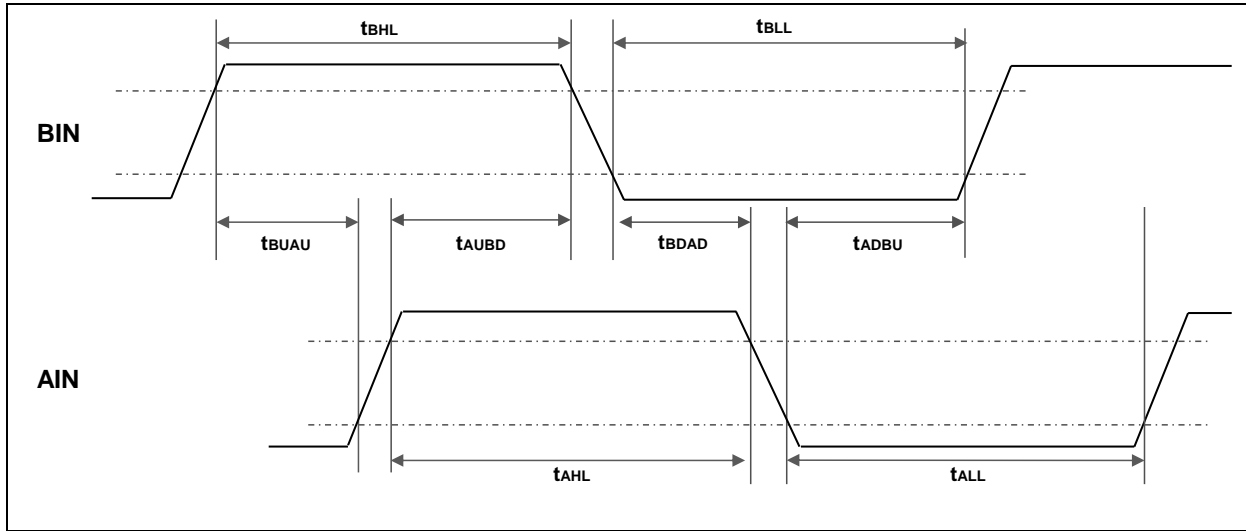 tBHL
tBLL
BIN
tBUAU
tAUBD
tBDAD
tADBU
AIN
tAHL
tALL